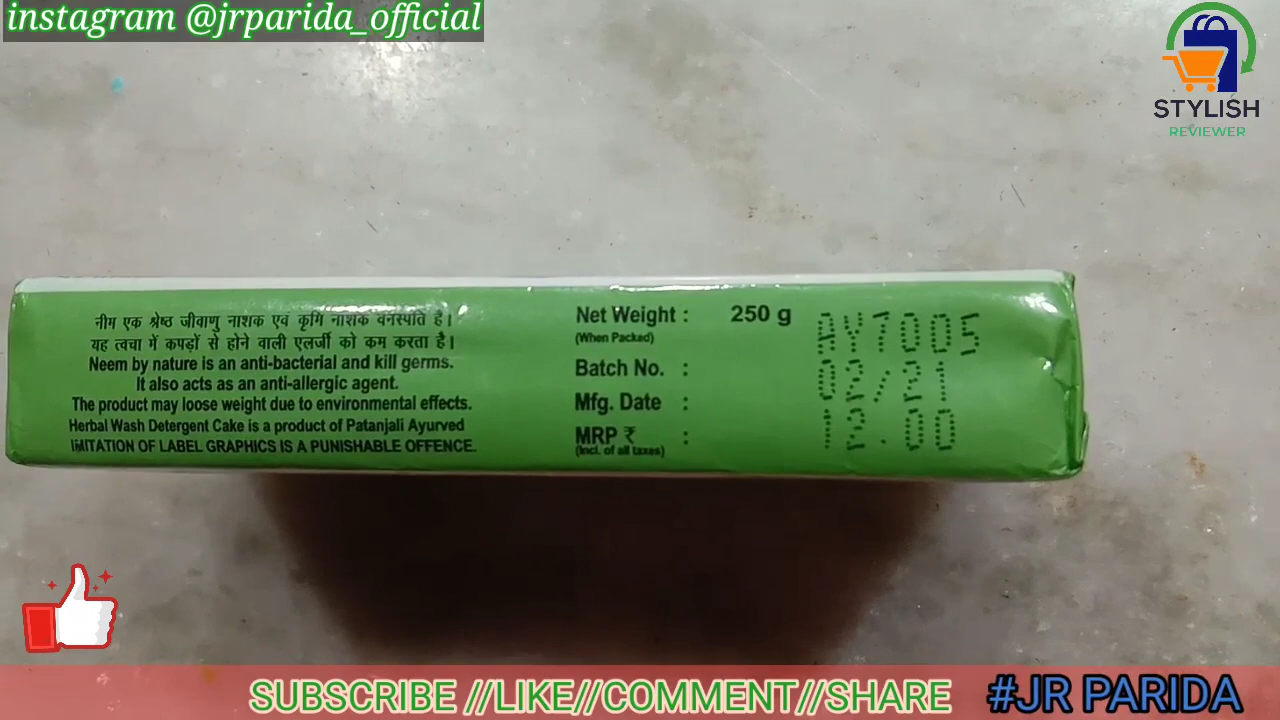 instagram @jrparida_official
STYLISH
REVIEWER
नीम एक श्रेष्ठ जीवाणु नाशक एवं कृमि नाशक वनस्पति है।
यह त्वचा में कपड़ों से होने वाली एलर्जी को कम करता है।
Neem by nature is an anti-bacterial and kill germs.
It also acts as an anti-allergic agent.
The product may loose weight due to environmental effects.
Herbal Wash Detergent Cake is a product of Patanjali Ayurved
IMITATION OF LABEL GRAPHICS IS A PUNISHABLE OFFENCE.
Net Weight : 250 g
(When Packed)
Batch No. : AY7005
Mfg. Date : 02/21
MRP ₹ : 12.00
(Incl. of all taxes)
SUBSCRIBE //LIKE//COMMENT//SHARE #JR PARIDA